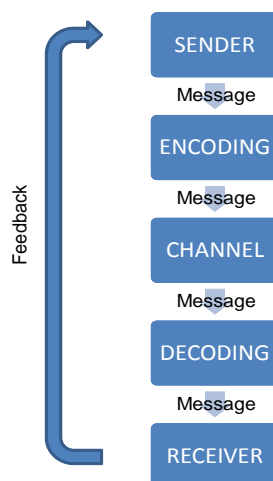 SENDER
Message
ENCODING
Message
CHANNEL
Message
DECODING
Message
RECEIVER
Feedback